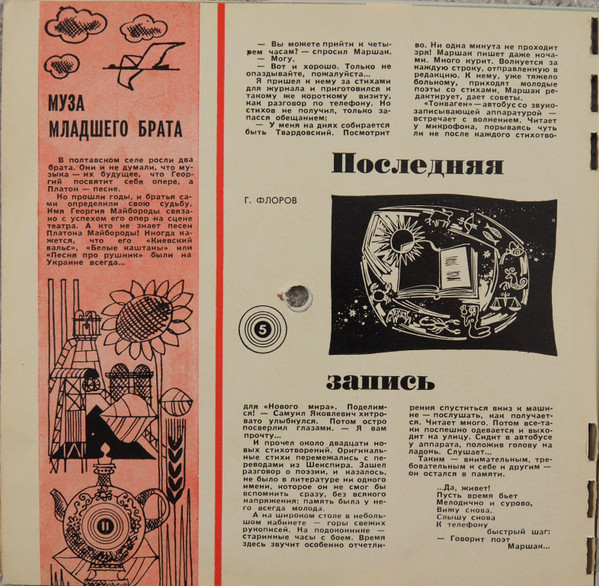 МУЗА
МЛАДШЕГО БРАТА
В полтавском селе росли два
брата. Они и не думали, что му-
зыка — их будущее, что Геор-
гий посвятит себя опере, а
Платон — песне.
Но прошли годы, и братья са-
ми определили свою судьбу.
Имя Георгия Майбороды связа-
но с успехом его опер на сцене
театра. А кто не знает песен
Платона Майбороды! Иногда ка-
жется, что его «Киевский
вальс», «Белые каштаны» или
«Песня про рушник» были на
Украине всегда...
11
— Вы можете прийти к четы-
рем часам? — спросил Маршак.
— Могу.
— Вот и хорошо. Только не
опаздывайте, пожалуйста...
Я пришел к нему за стихами
для журнала и приготовился к
такому же короткому визиту,
как разговор по телефону. Но
стихов не получил, только за-
пасся обещанием:
— У меня на днях собирается
быть Твардовский. Посмотрит
во. Ни одна минута не проходит
зря! Маршак пишет даже ноча-
ми. Много курит. Волнуется за
каждую строку, отправленную в
редакцию. К нему, уже тяжело
больному, приходят молодые
поэты со стихами, Маршак ре-
дактирует, дает советы.
«Тонваген» — автобус со звуко-
записывающей аппаратурой —
встречает с волнением. Читает
у микрофона, порываясь чуть
ли не после каждого стихотво-
Последняя
Г. ФЛОРОВ
5
запись
для «Нового мира». Поделим-
ся! — Самуил Яковлевич хитро-
вато улыбнулся. Потом остро
посверлил глазами. — Я вам
прочту...
И прочел около двадцати но-
вых стихотворений. Оригиналь-
ные стихи перемежались с пе-
реводами из Шекспира. Зашел
разговор о поэзии, и, казалось,
не было в литературе ни одного
имени, которое он не смог бы
вспомнить сразу, без всякого
напряжения: память была у не-
го всегда молода.
А на широком столе в неболь-
шом кабинете — горы свежих
рукописей. На подоконнике —
старинные часы с боем. Время
здесь звучит особенно отчетли-
рения спуститься вниз к маши-
не — послушать, как получает-
ся. Читает много. Потом все-та-
ки поспешно одевается и выхо-
дит на улицу. Сидит в автобусе
у аппарата, положив голову на
ладонь. Слушает...
Таким — внимательным, тре-
бовательным к себе и другим —
он остался в памяти.
...Да, живет!
Пусть время бьет
Мелодично и сурово,
Вижу снова,
Слышу снова
К телефону
быстрый шаг:
— Говорит поэт
Маршак...